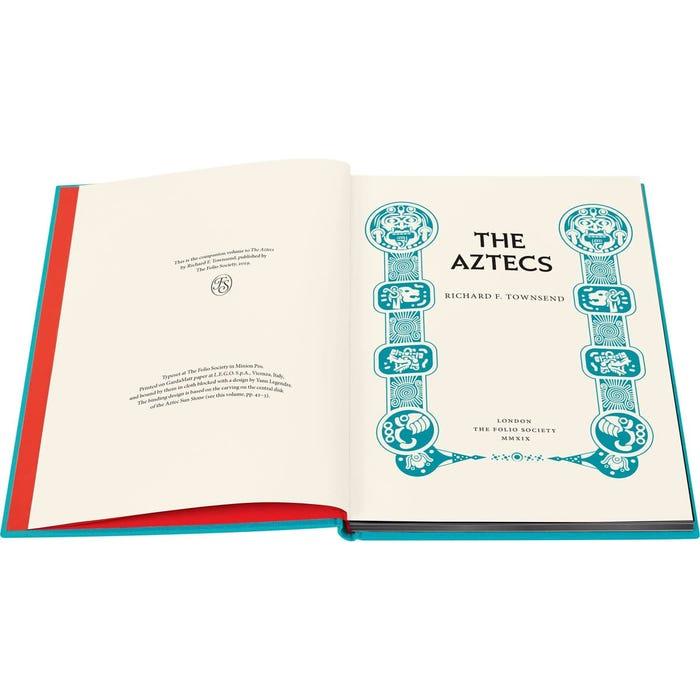 This is the companion volume to The Aztecs
by Richard F. Townsend, published by
The Folio Society, 2019.
FS
Typeset at The Folio Society in Minion Pro.
Printed on GardaMatt paper at L.E.G.O. S.p.A., Vicenza, Italy,
and bound by them in cloth blocked with a design by Yann Legendre.
The binding design is based on the carving on the central disk
of the Aztec Sun Stone (see this volume, pp. 42–3).
THE
AZTECS
RICHARD F. TOWNSEND
LONDON
THE FOLIO SOCIETY
MMXIX